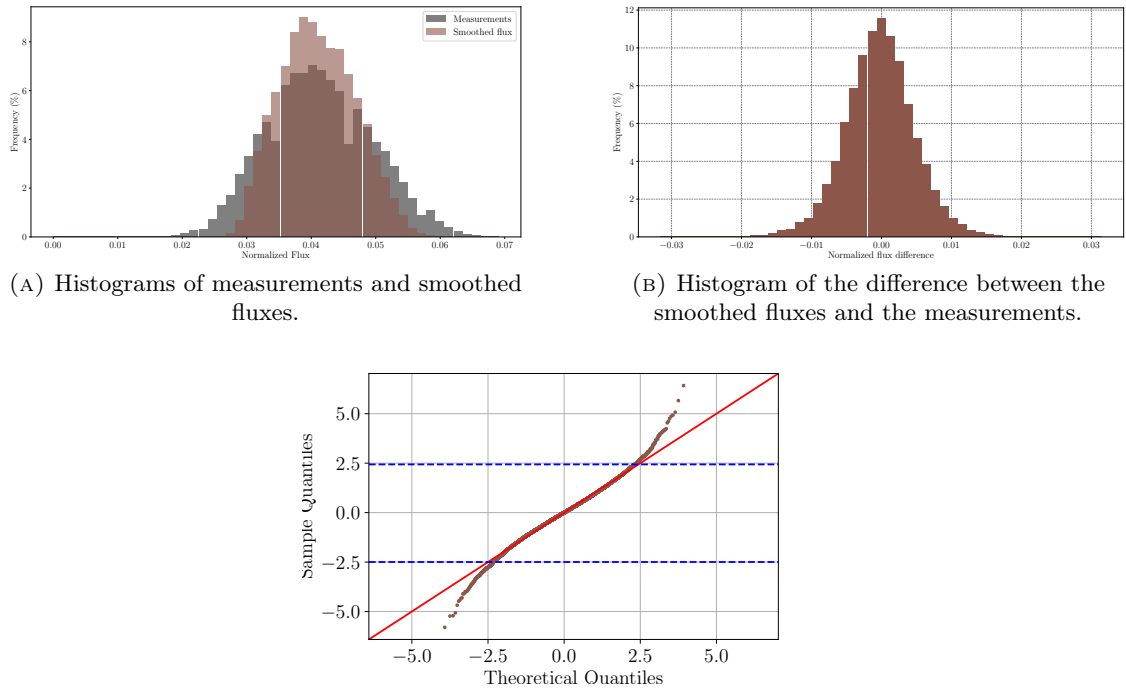 Measurements
Smoothed flux
Frequency (%)
8
6
4
2
0
0.00 0.01 0.02 0.03 0.04 0.05 0.06 0.07
Normalized Flux
(A) Histograms of measurements and smoothed
fluxes.
Frequency (%)
12
10
8
6
4
2
0
−0.03 −0.02 −0.01 0.00 0.01 0.02 0.03
Normalized flux difference
(B) Histogram of the difference between the
smoothed fluxes and the measurements.
Sample Quantiles
5.0
2.5
0.0
−2.5
−5.0
−5.0 −2.5 0.0 2.5 5.0
Theoretical Quantiles